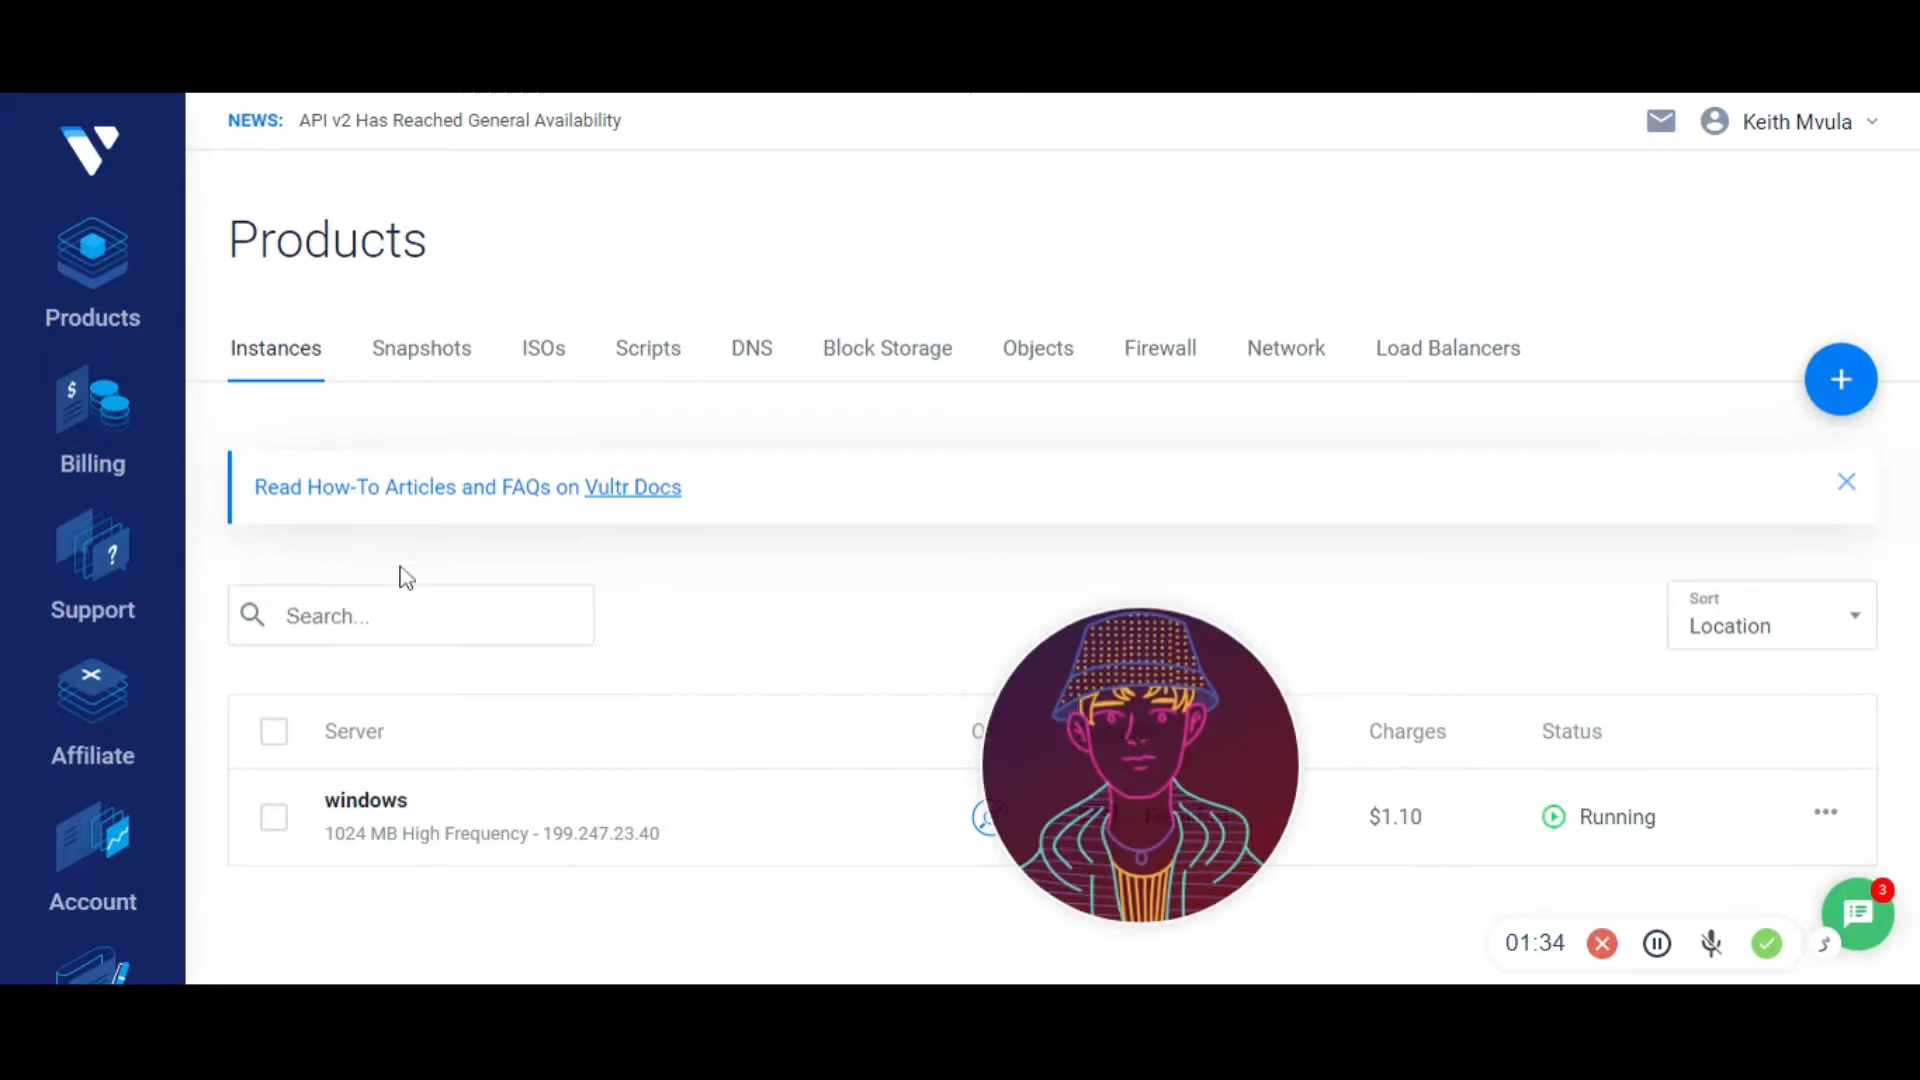 NEWS: API v2 Has Reached General Availability
Keith Mvula
Products
Products
Instances Snapshots ISOs Scripts DNS Block Storage Objects Firewall Network Load Balancers
$
Billing
Read How-To Articles and FAQs on Vultr Docs
?
Support
Search...
Sort
Location
Affiliate
Server Charges Status
windows
1024 MB High Frequency - 199.247.23.40
$1.10 Running
Account
3
01:34